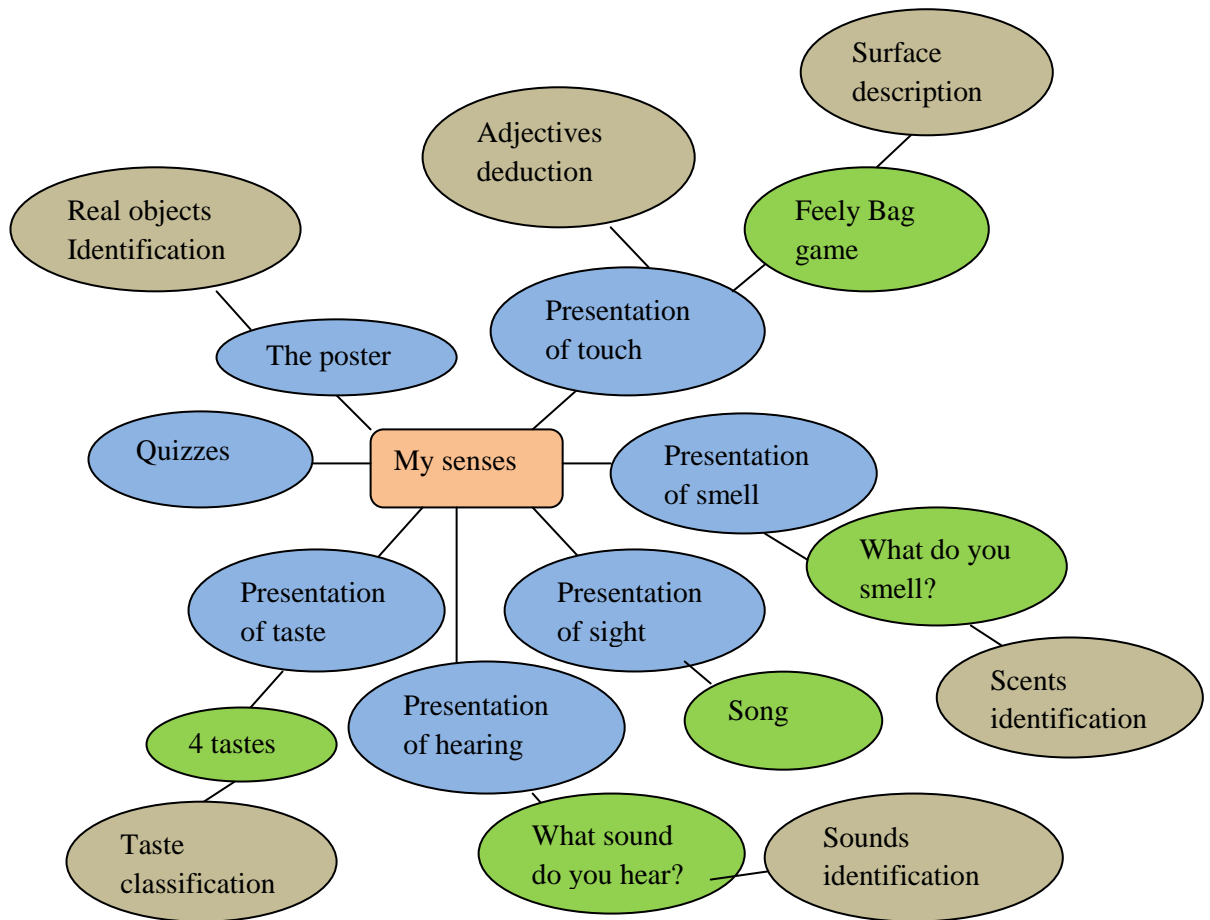 Surface
description
Adjectives
deduction
Real objects
Identification
Feely Bag
game
Presentation
of touch
The poster
Quizzes
My senses
Presentation
of smell
What do you
smell?
Presentation
of taste
Presentation
of sight
Scents
identification
Presentation
of hearing
Song
4 tastes
What sound
do you hear?
Sounds
identification
Taste
classification